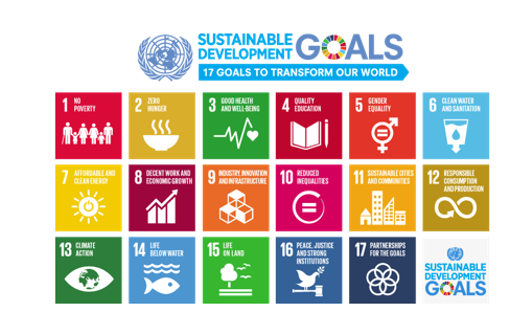 SUSTAINABLE
DEVELOPMENT
GOALS
17 GOALS TO TRANSFORM OUR WORLD
1 NO
POVERTY
2 ZERO
HUNGER
3 GOOD HEALTH
AND WELL-BEING
4 QUALITY
EDUCATION
5 GENDER
EQUALITY
6 CLEAN WATER
AND SANITATION
7 AFFORDABLE AND
CLEAN ENERGY
8 DECENT WORK AND
ECONOMIC GROWTH
9 INDUSTRY, INNOVATION
AND INFRASTRUCTURE
10 REDUCED
INEQUALITIES
11 SUSTAINABLE CITIES
AND COMMUNITIES
12 RESPONSIBLE
CONSUMPTION
AND PRODUCTION
13 CLIMATE
ACTION
14 LIFE
BELOW WATER
15 LIFE
ON LAND
16 PEACE, JUSTICE
AND STRONG
INSTITUTIONS
17 PARTNERSHIPS
FOR THE GOALS
SUSTAINABLE
DEVELOPMENT
GOALS